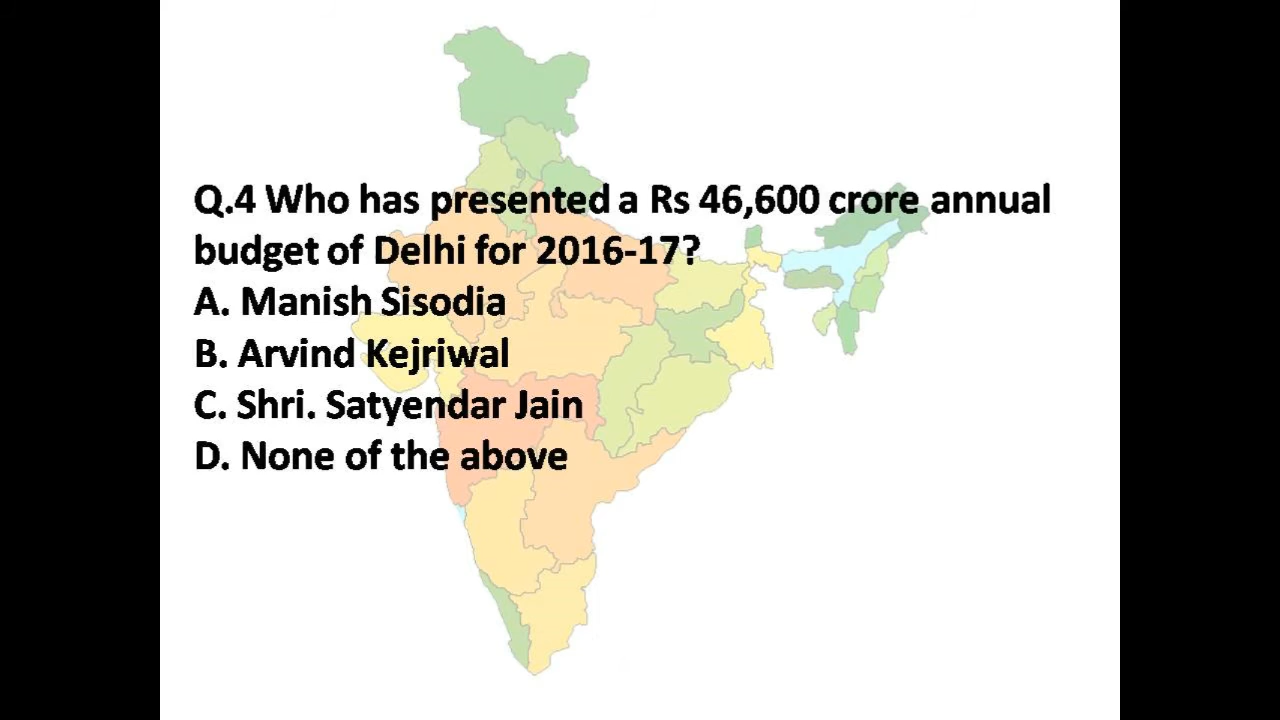 Q.4 Who has presented a Rs 46,600 crore annual
budget of Delhi for 2016-17?
A. Manish Sisodia
B. Arvind Kejriwal
C. Shri. Satyendar Jain
D. None of the above